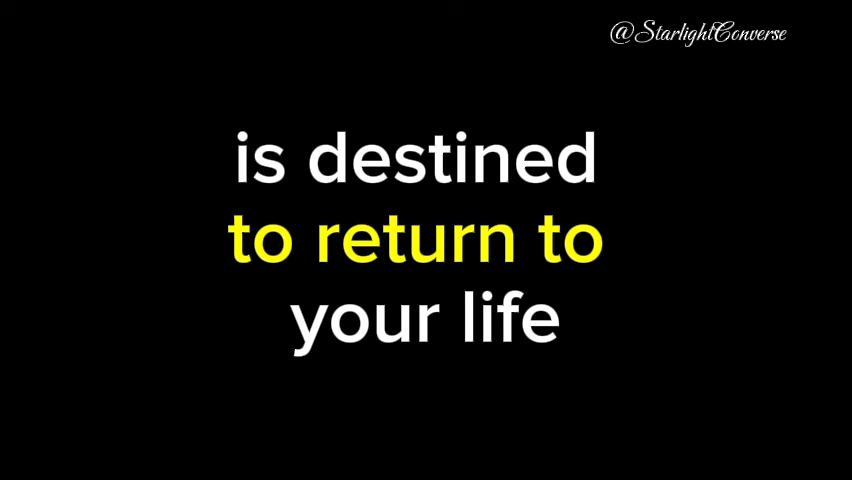 @StarlightConverse
is destined
to return to
your life